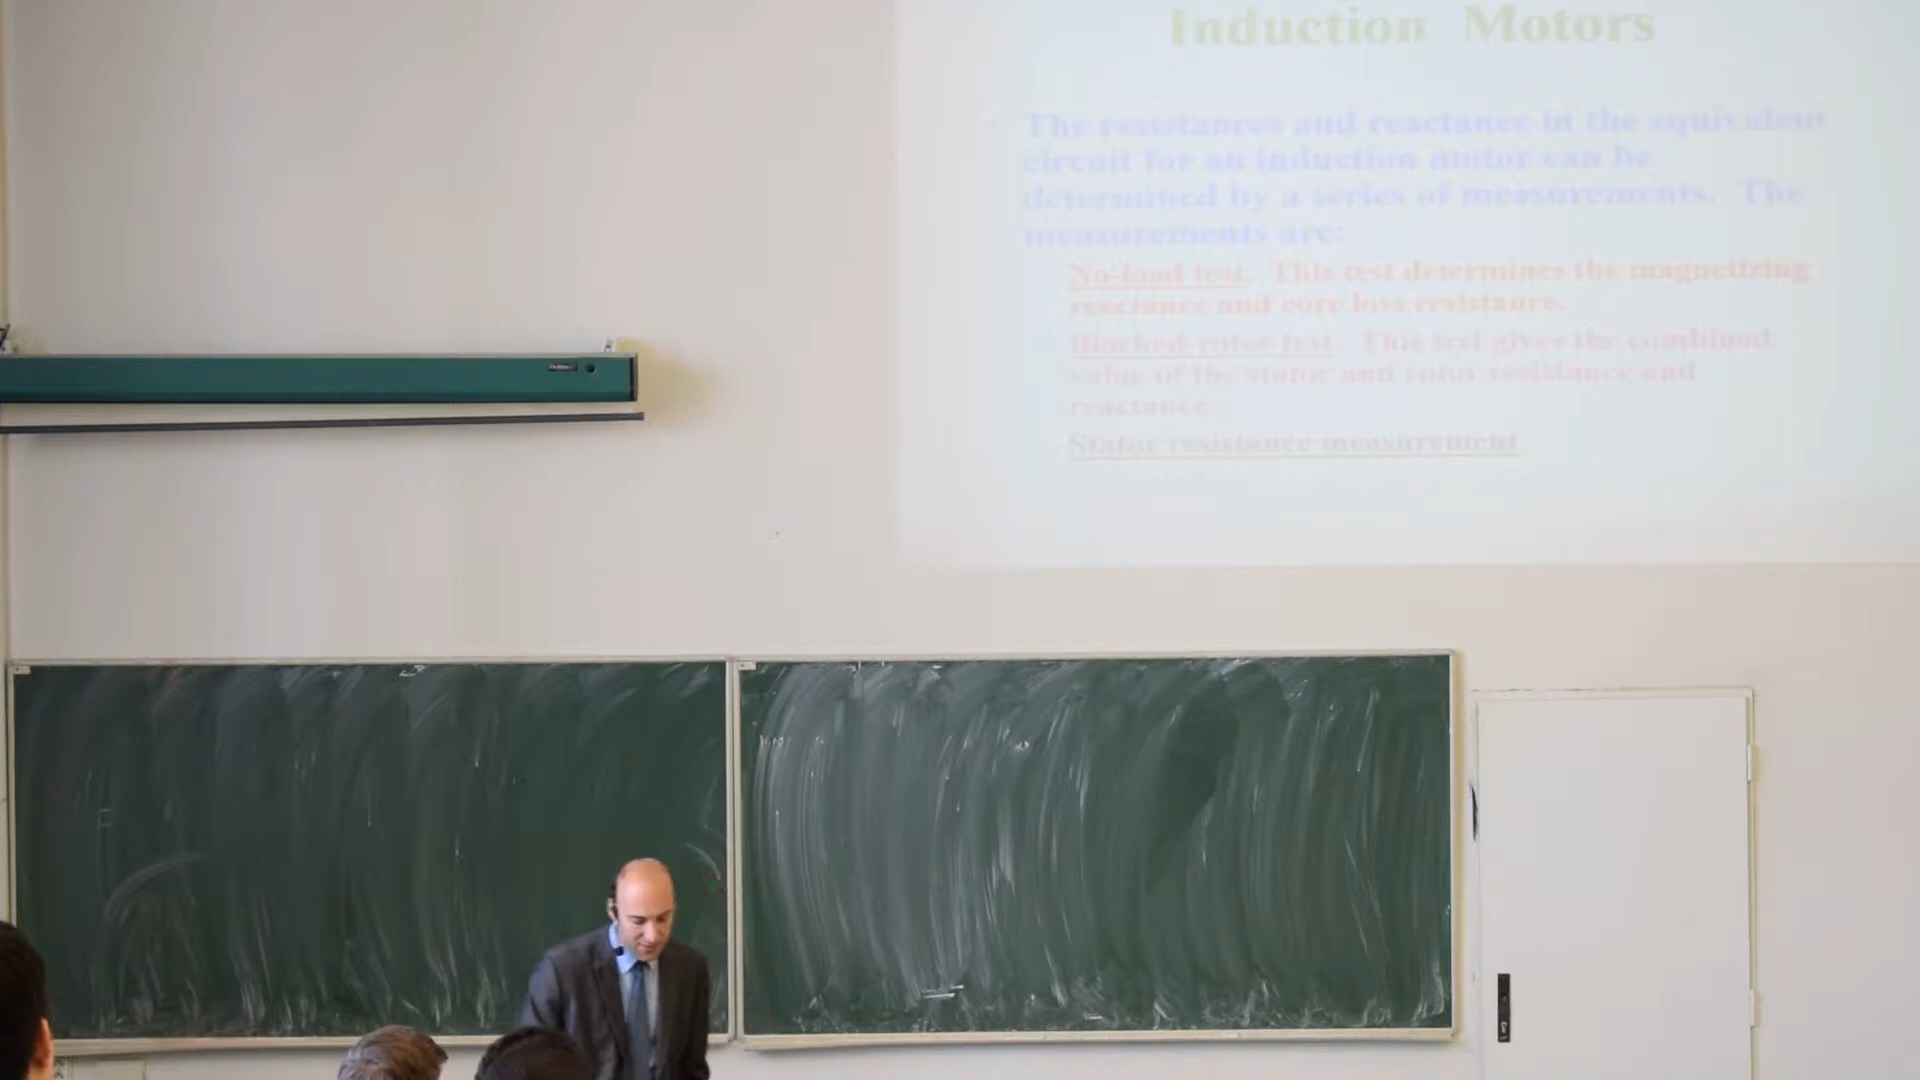 Induction Motors
The resistances and reactance in the equivalent
circuit for an induction motor can be
determined by a series of measurements. The
measurements are:
No-load test. This test determines the magnetizing
reactance and core loss resistance.
Blocked-rotor test. This test gives the combined
value of the stator and rotor resistance and
reactance.
Stator resistance measurement